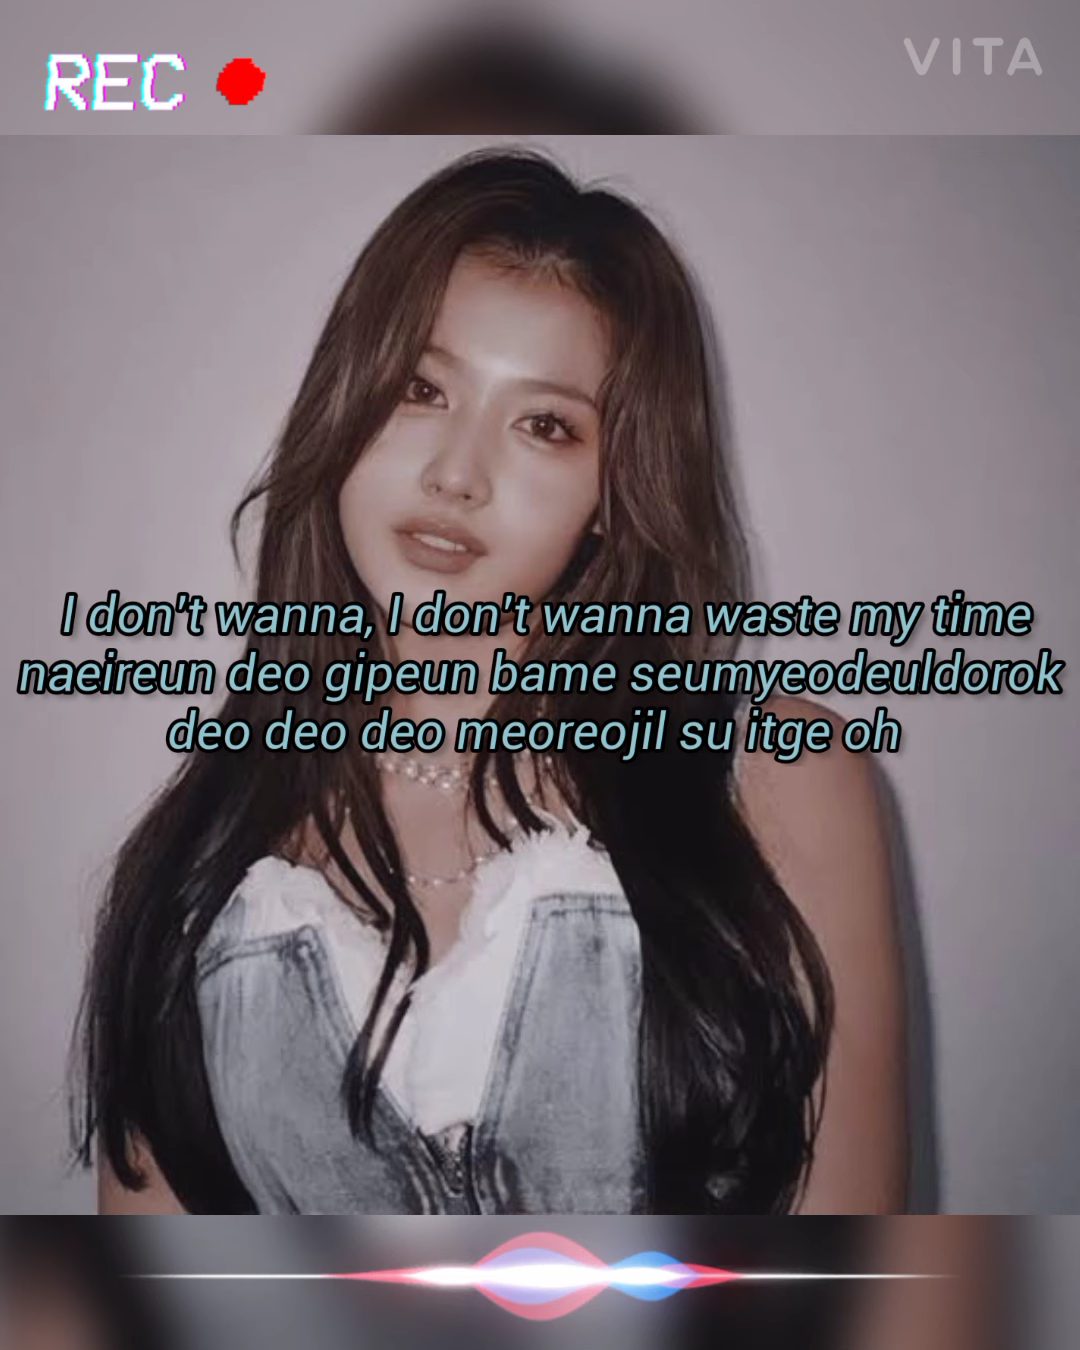 REC
VITA
I don't wanna, I don't wanna waste my time
naeireun deo gipeun bame seumyeodeuldorok
deo deo deo meoreojil su itge oh